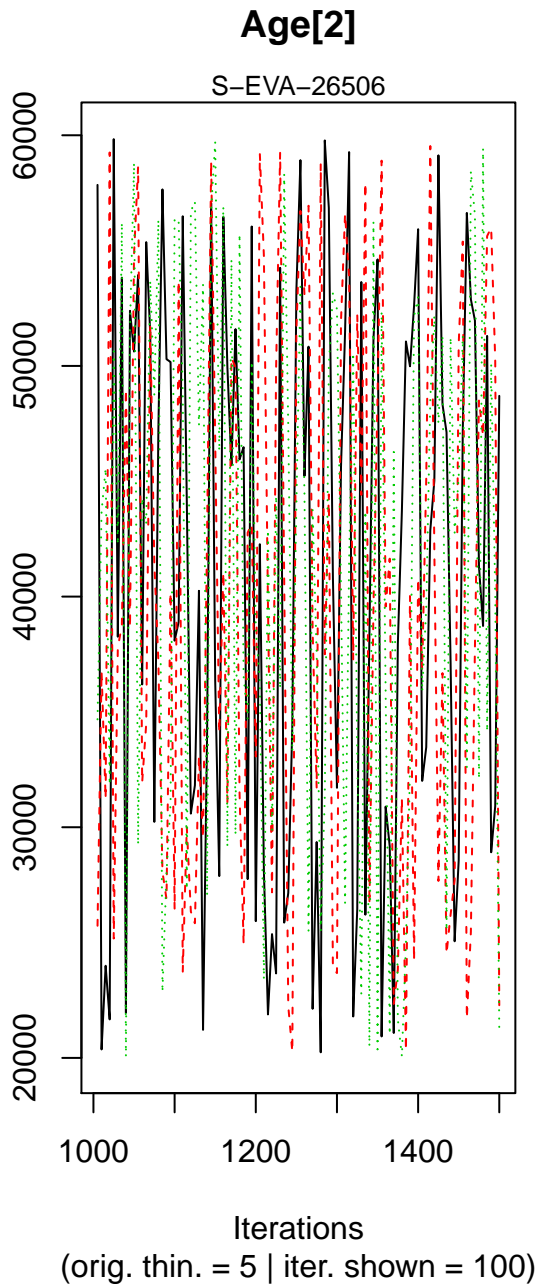 Age[2]
S−EVA−26506
60000
50000
40000
30000
20000
1000 1200 1400
Iterations
(orig. thin. = 5 | iter. shown = 100)